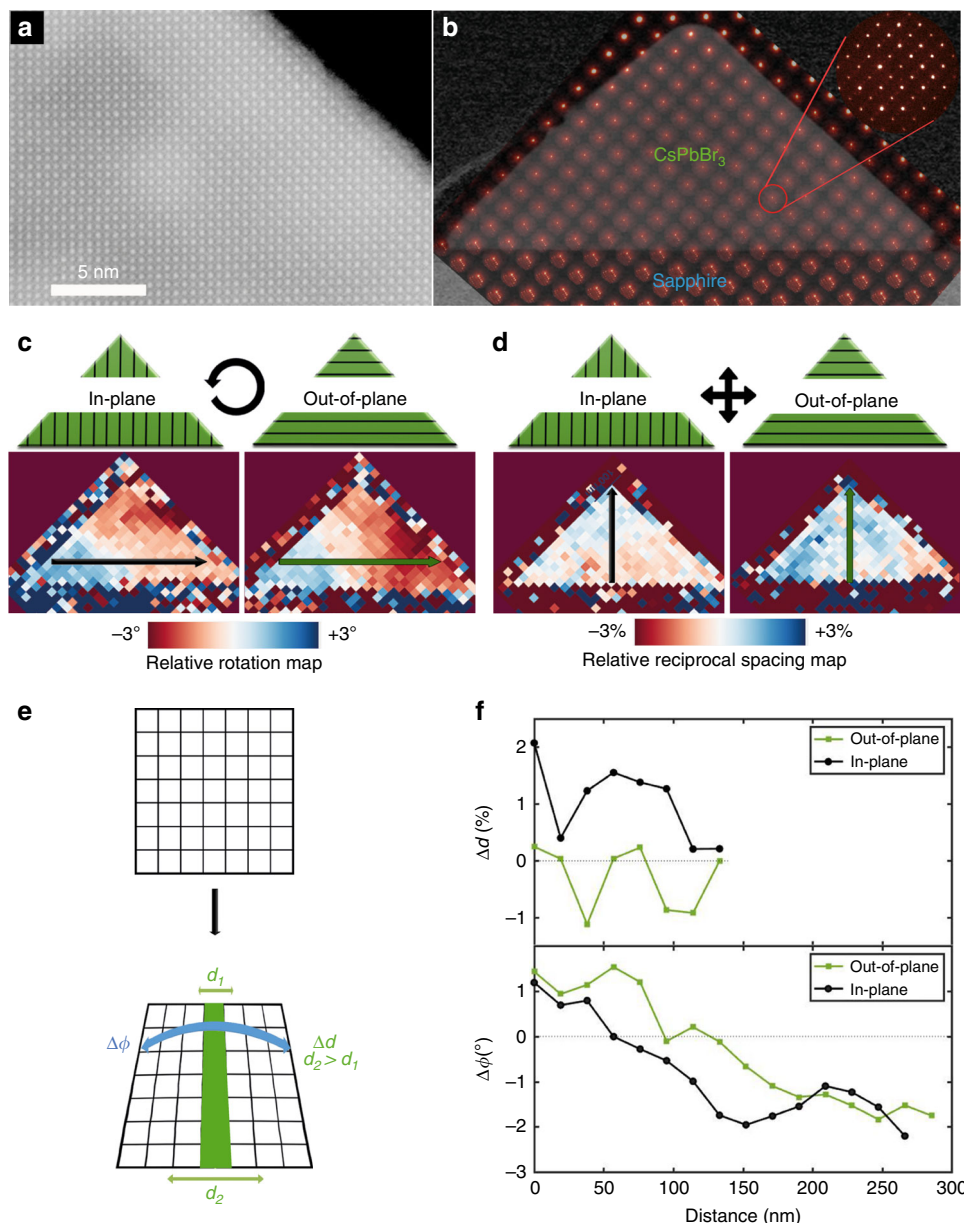 a
5 nm
b
CsPbBr3
Sapphire
c
In-plane
Out-of-plane
–3°
+3°
Relative rotation map
d
In-plane
Out-of-plane
–3%
+3%
Relative reciprocal spacing map
e
d1
Δϕ
Δd
d2 > d1
d2
f
Out-of-plane
In-plane
2
1
0
–1
Δd (%)
Out-of-plane
In-plane
1
0
–1
–2
–3
Δϕ(°)
0
50
100
150
200
250
300
Distance (nm)